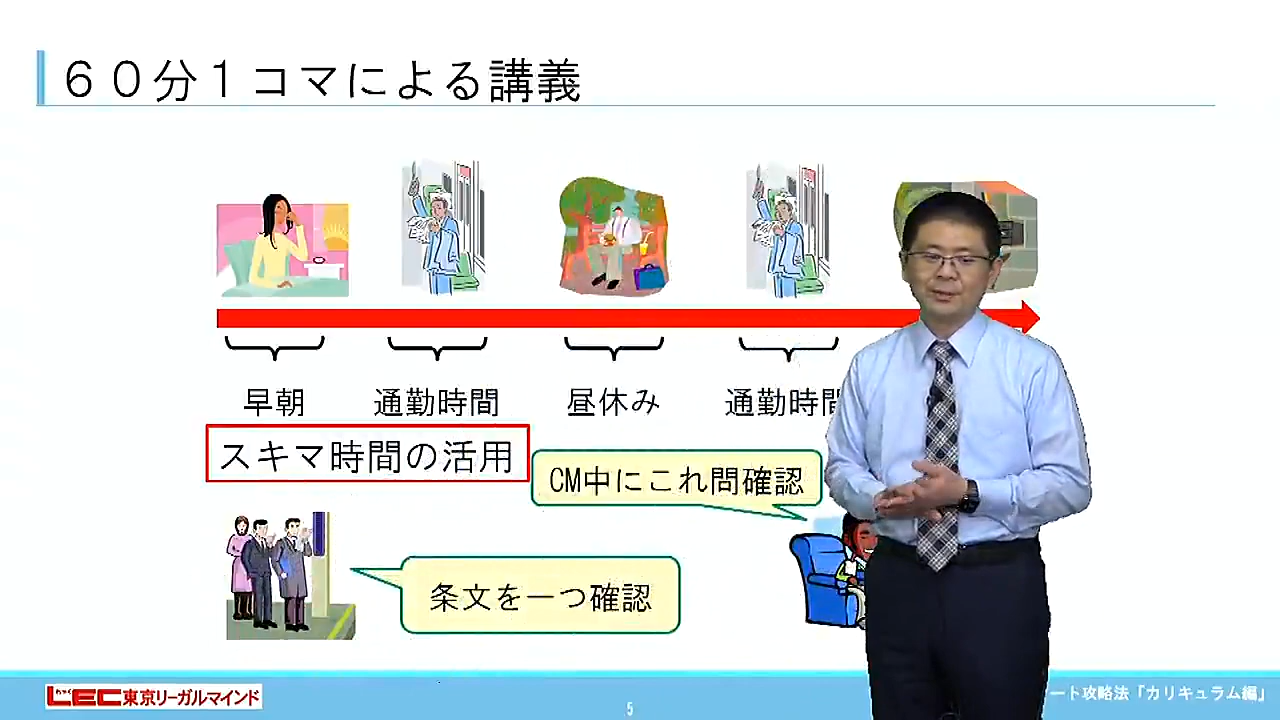 ６０分１コマによる講義
早朝
通勤時間
昼休み
通勤時間
スキマ時間の活用
CM中にこれ問確認
条文を一つ確認
LEC東京リーガルマインド
5
ート攻略法「カリキュラム編」